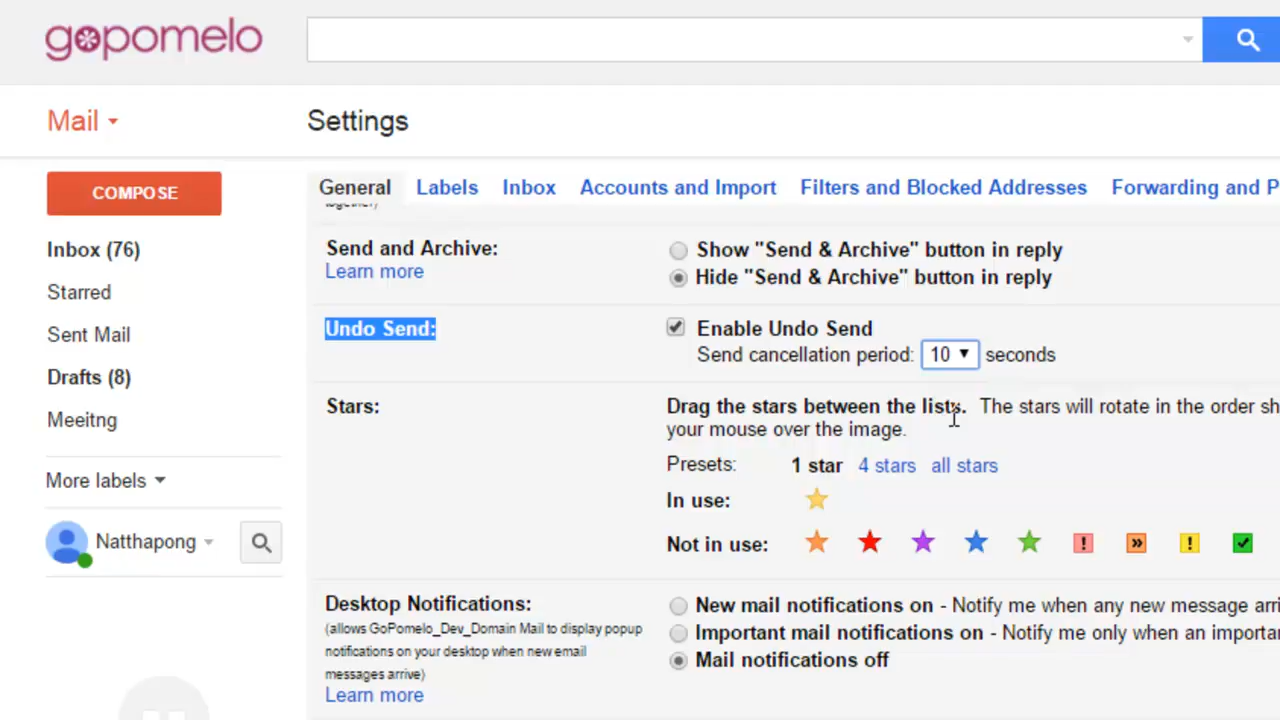 gopomelo
Mail
Settings
COMPOSE
General Labels Inbox Accounts and Import Filters and Blocked Addresses Forwarding and P
together)
Inbox (76)
Send and Archive:
Show "Send & Archive" button in reply
Learn more
Hide "Send & Archive" button in reply
Starred
Undo Send:
Enable Undo Send
Sent Mail
Send cancellation period: 10 seconds
Drafts (8)
Stars:
Drag the stars between the lists. The stars will rotate in the order sh
Meeitng
your mouse over the image.
Presets: 1 star 4 stars all stars
More labels
In use:
Natthapong
Not in use:
Desktop Notifications:
New mail notifications on - Notify me when any new message arri
(allows GoPomelo_Dev_Domain Mail to display popup
Important mail notifications on - Notify me only when an importa
notifications on your desktop when new email
Mail notifications off
messages arrive)
Learn more